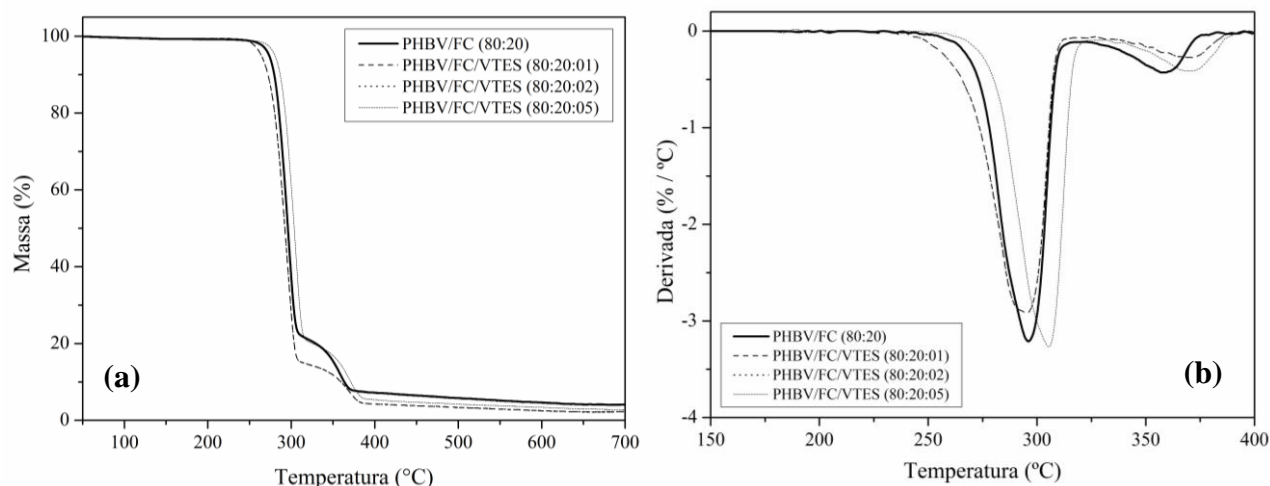 100
80
60
40
20
0
Massa (%)
PHBV/FC (80:20)
PHBV/FC/VTES (80:20:01)
PHBV/FC/VTES (80:20:02)
PHBV/FC/VTES (80:20:05)
(a)
100 200 300 400 500 600 700
Temperatura (°C)
0
-1
-2
-3
-4
Derivada (% / ºC)
PHBV/FC (80:20)
PHBV/FC/VTES (80:20:01)
PHBV/FC/VTES (80:20:02)
PHBV/FC/VTES (80:20:05)
(b)
150 200 250 300 350 400
Temperatura (ºC)